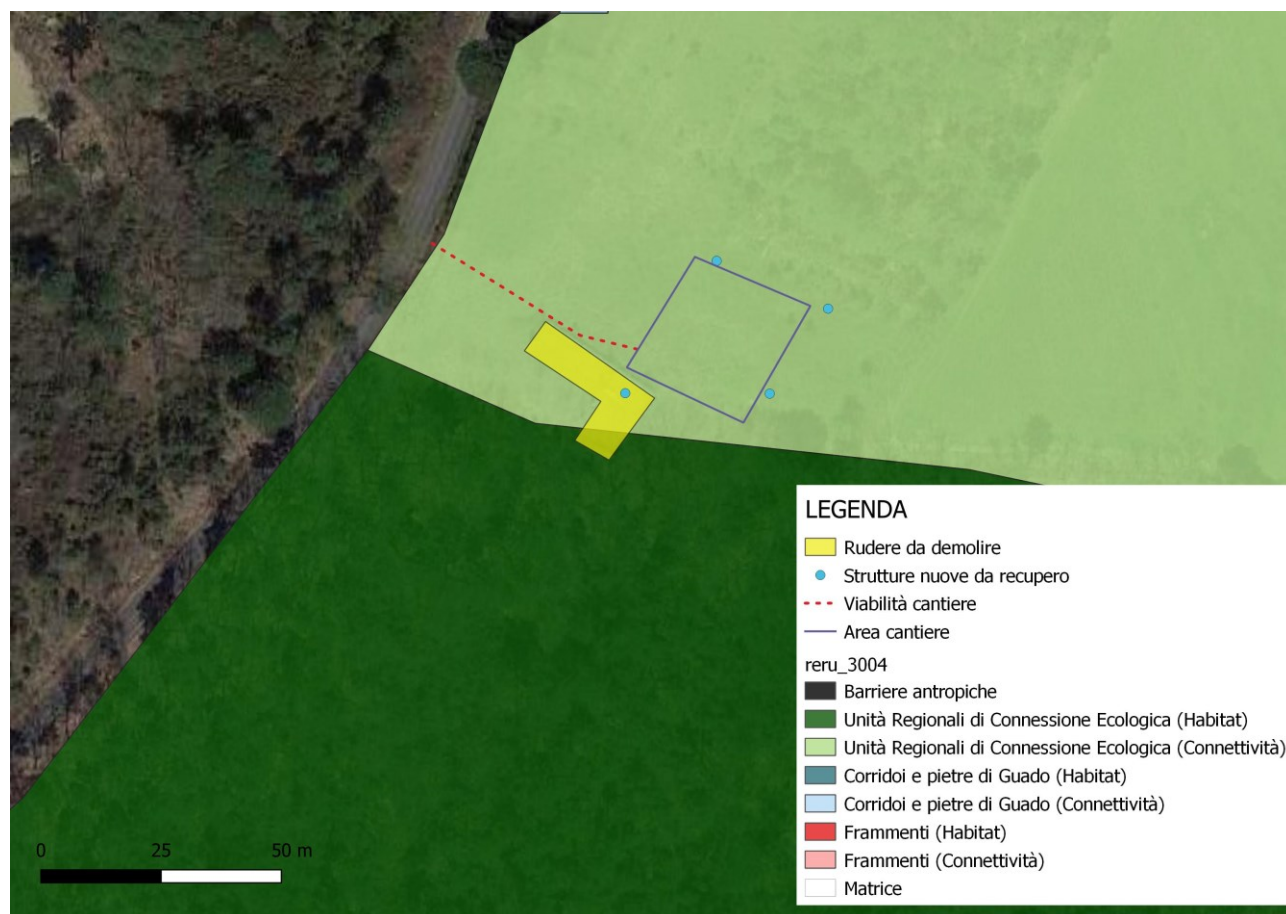 LEGENDA
Rudere da demolire
Strutture nuove da recupero
Viabilità cantiere
Area cantiere
reru_3004
Barriere antropiche
Unità Regionali di Connessione Ecologica (Habitat)
Unità Regionali di Connessione Ecologica (Connettività)
Corridoi e pietre di Guado (Habitat)
Corridoi e pietre di Guado (Connettività)
Frammenti (Habitat)
Frammenti (Connettività)
Matrice
0 25 50 m